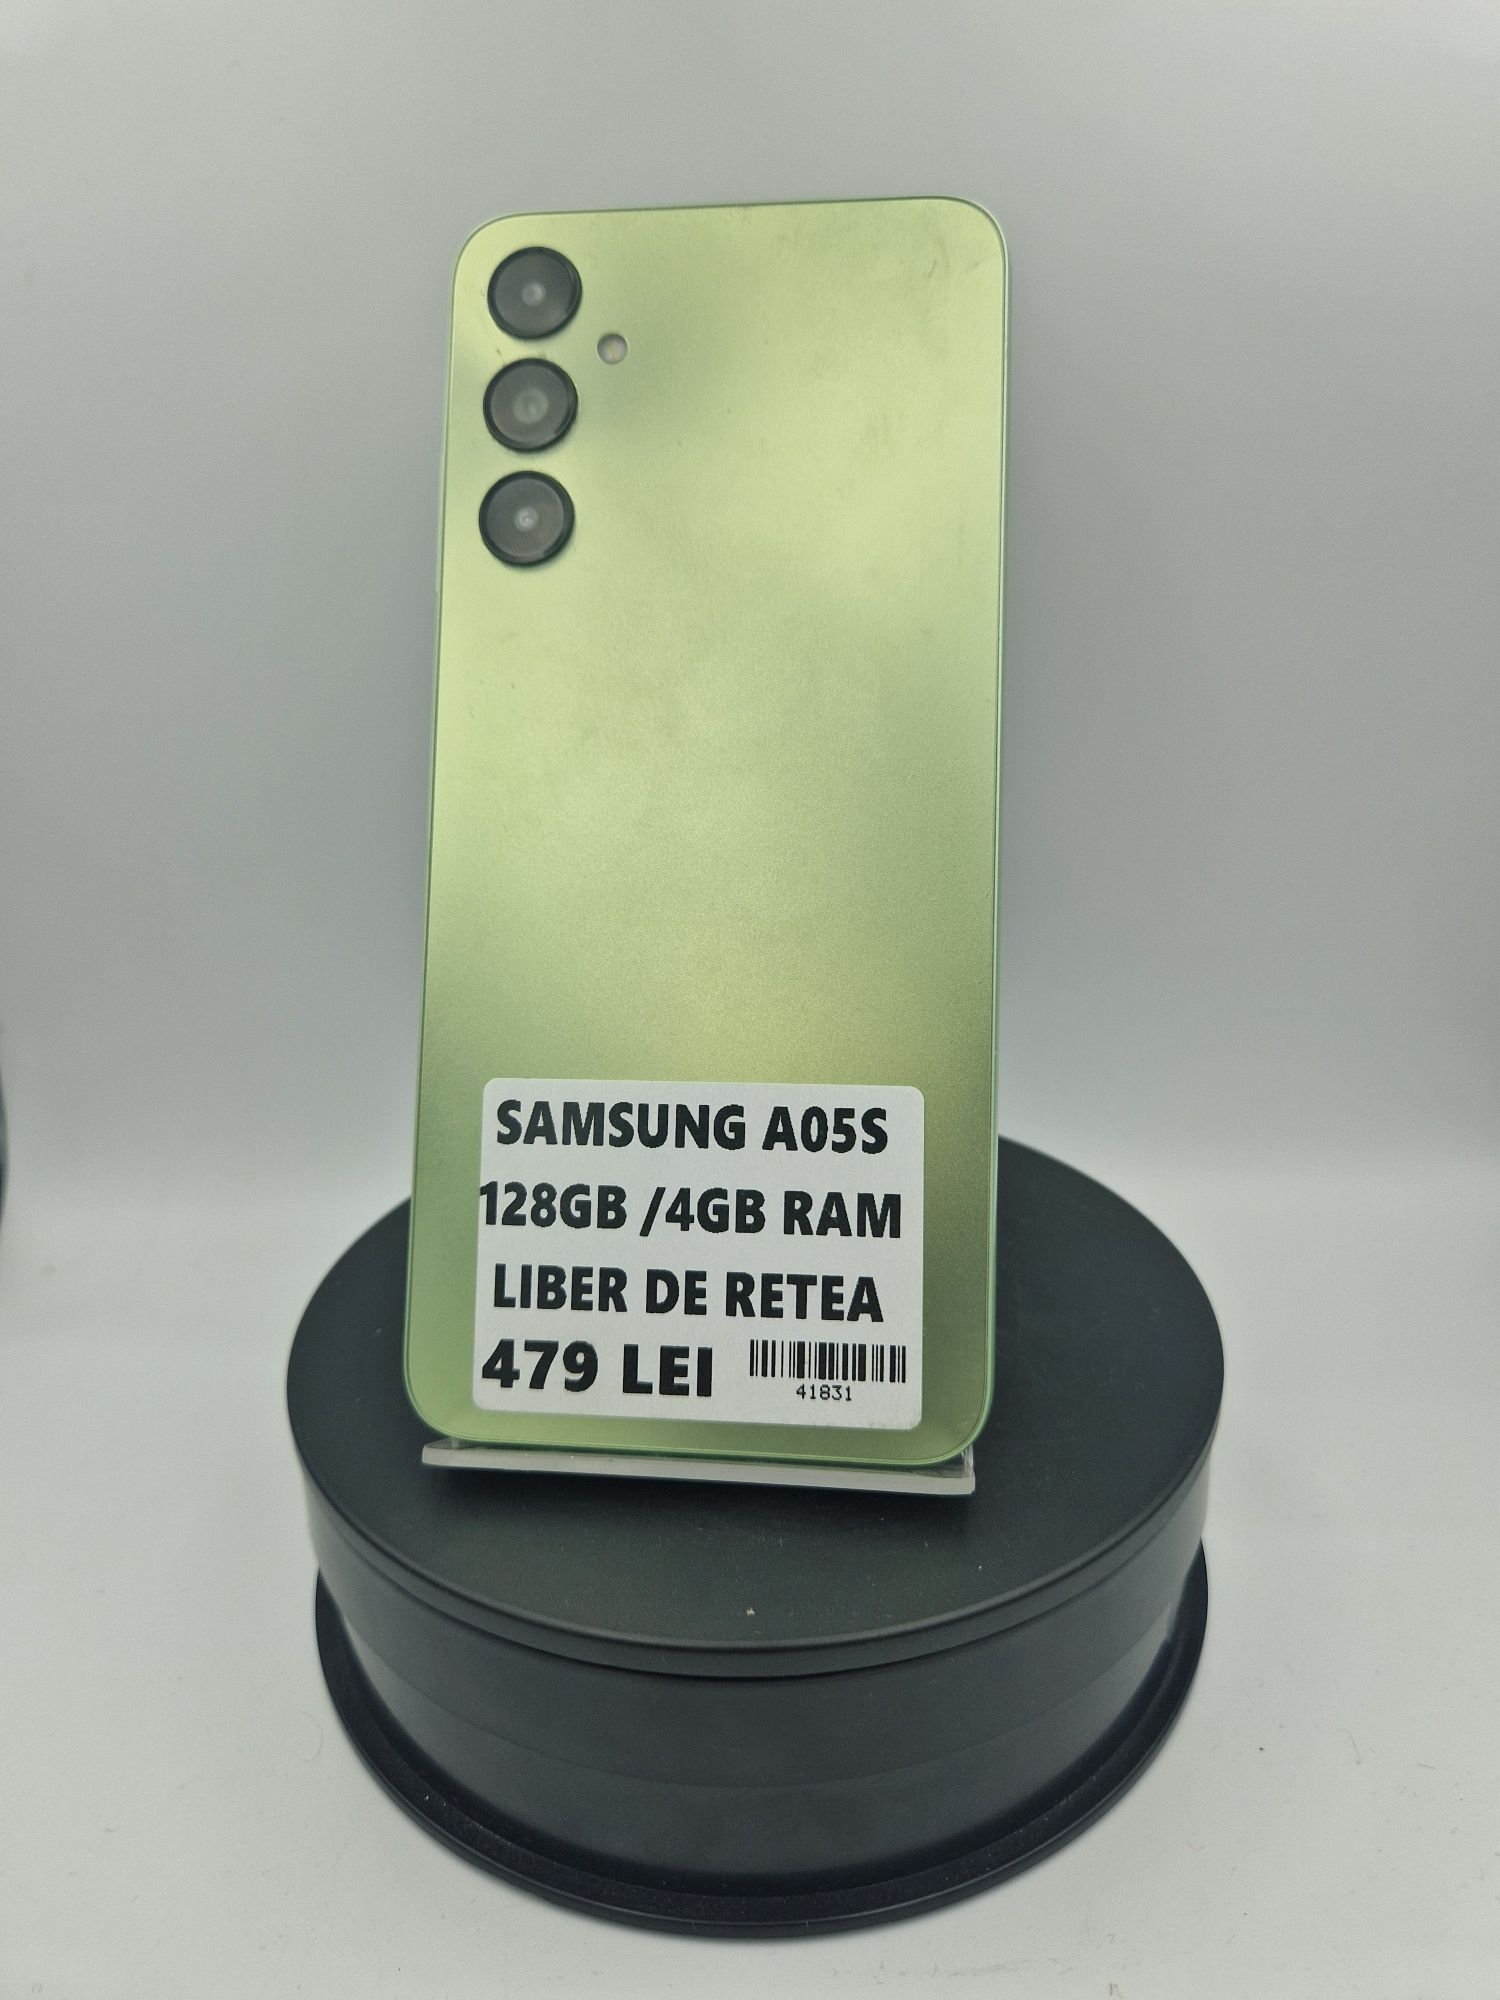 SAMSUNG A05S
128GB /4GB RAM
LIBER DE RETEA
479 LEI
41831